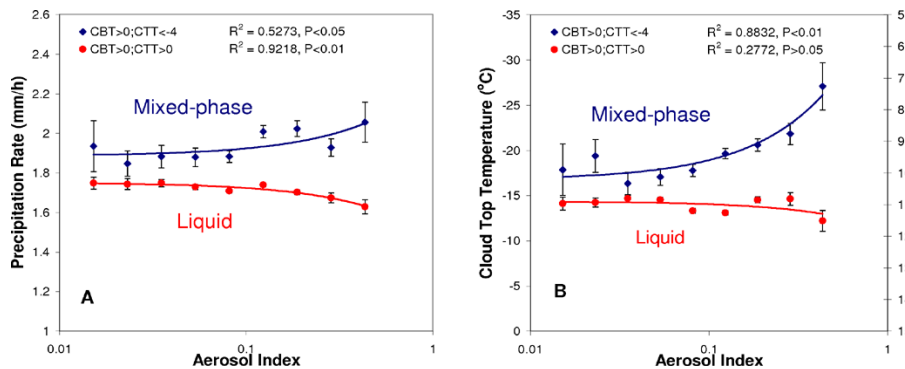 2.6
2.4
2.2
2
1.8
1.6
1.4
1.2
1
Precipitation Rate (mm/h)
CBT>0;CTT<-4 R² = 0.5273, P<0.05
CBT>0;CTT>0 R² = 0.9218, P<0.01
Mixed-phase
Liquid
A
0.01 0.1 1
Aerosol Index
-35
-30
-25
-20
-15
-10
-5
0
Cloud Top Temperature (°C)
CBT>0;CTT<-4 R² = 0.8832, P<0.01
CBT>0;CTT>0 R² = 0.2772, P>0.05
Mixed-phase
Liquid
B
0.01 0.1 1
Aerosol Index
5
6
7
8
9
1
1
1
1
1
1